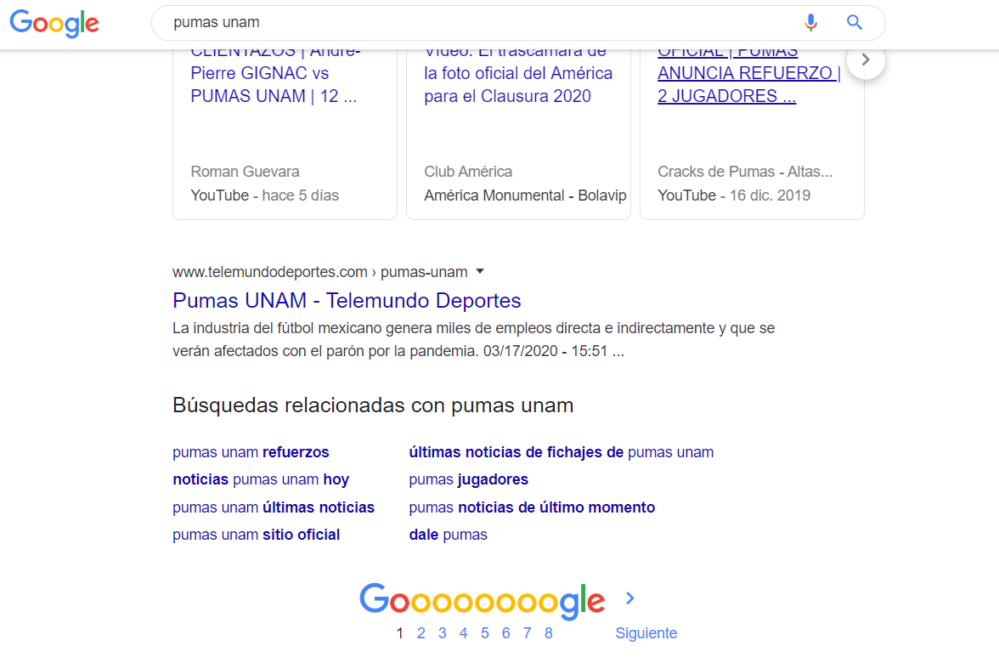 Google
pumas unam
CLIENTAZOS | André-
Pierre GIGNAC vs
PUMAS UNAM | 12 ...
Roman Guevara
YouTube - hace 5 días
Vídeo: El trascámara de
la foto oficial del América
para el Clausura 2020
Club América
América Monumental - Bolavip
OFICIAL | PUMAS
ANUNCIA REFUERZO |
2 JUGADORES ...
Cracks de Pumas - Altas...
YouTube - 16 dic. 2019
www.telemundodeportes.com › pumas-unam
Pumas UNAM - Telemundo Deportes
La industria del fútbol mexicano genera miles de empleos directa e indirectamente y que se
verán afectados con el parón por la pandemia. 03/17/2020 - 15:51 ...
Búsquedas relacionadas con pumas unam
pumas unam refuerzos
noticias pumas unam hoy
pumas unam últimas noticias
pumas unam sitio oficial
últimas noticias de fichajes de pumas unam
pumas jugadores
pumas noticias de último momento
dale pumas
Goooooooogle
1 2 3 4 5 6 7 8 Siguiente